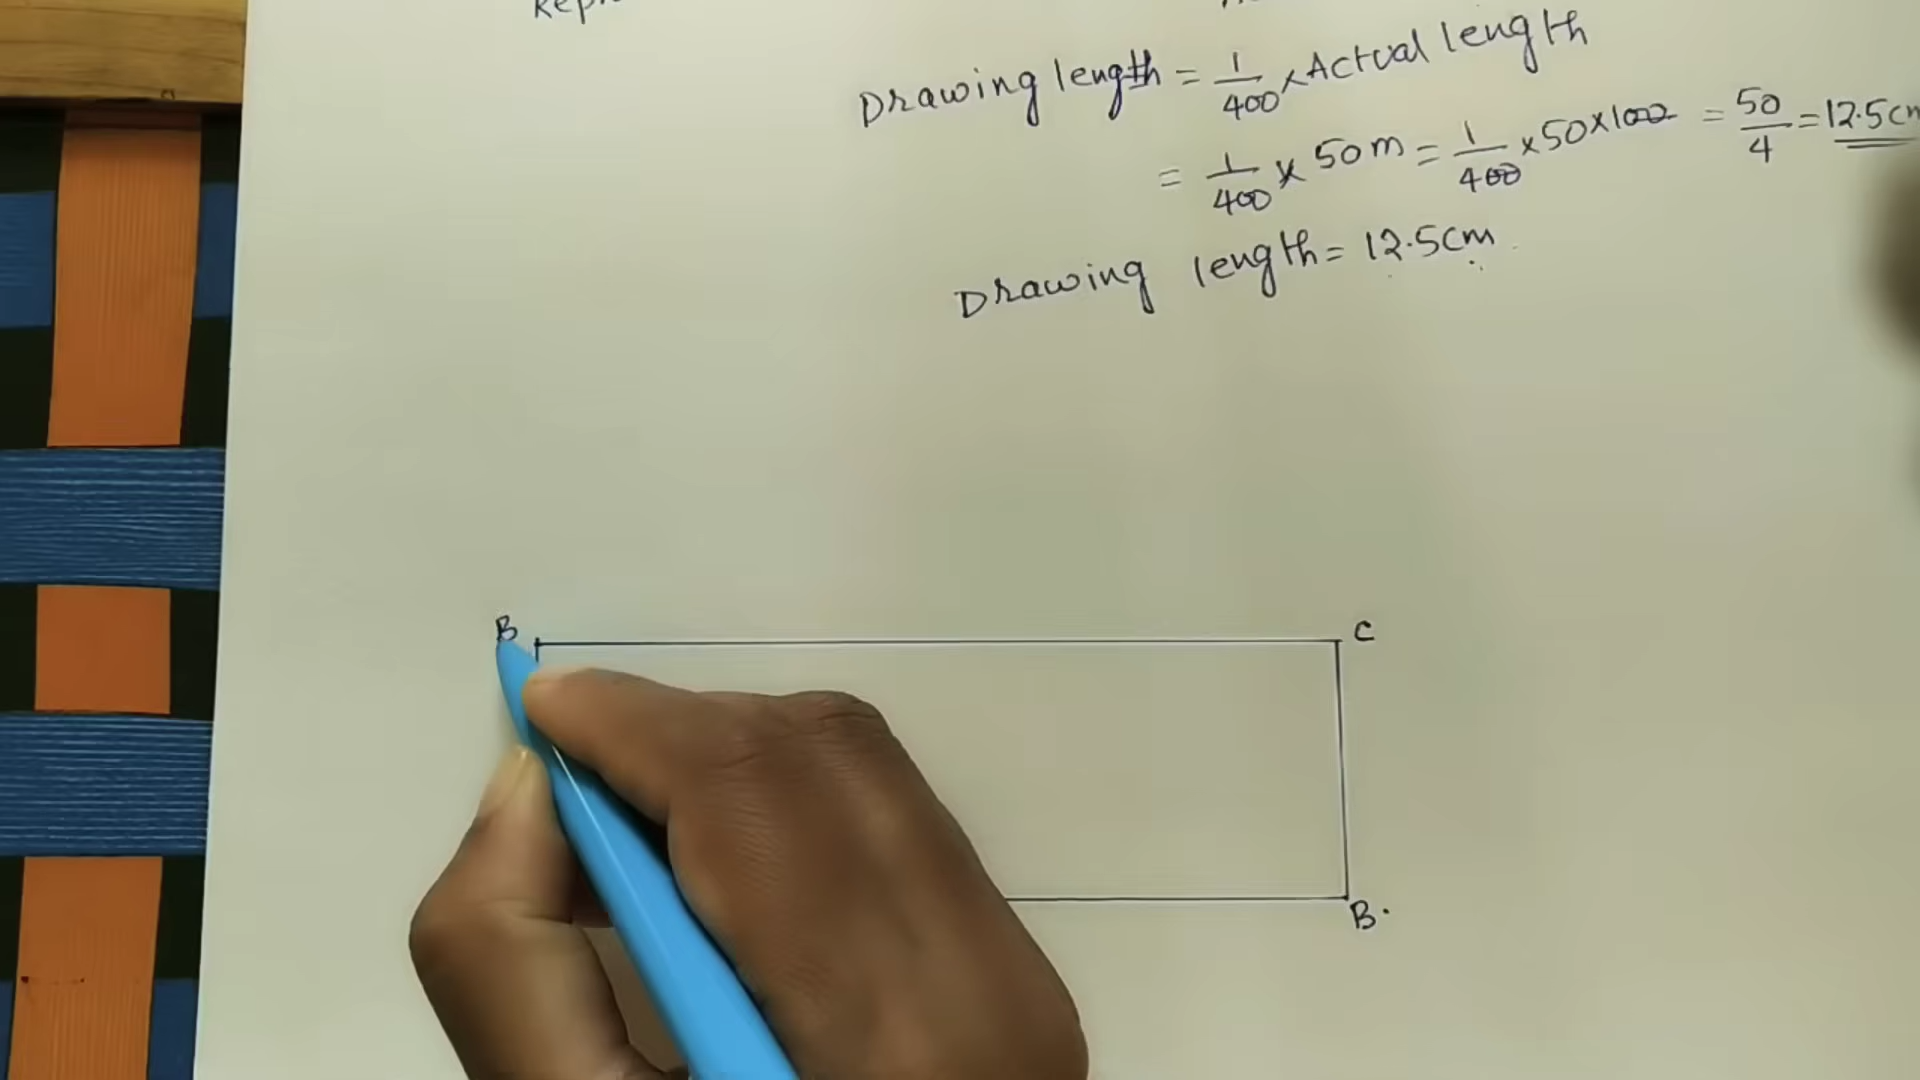 Drawing length = 1/400 × Actual length
= 1/400 × 50m = 1/400 × 50×100 = 50/4 = 12.5cm
Drawing length = 12.5cm
B C
B.